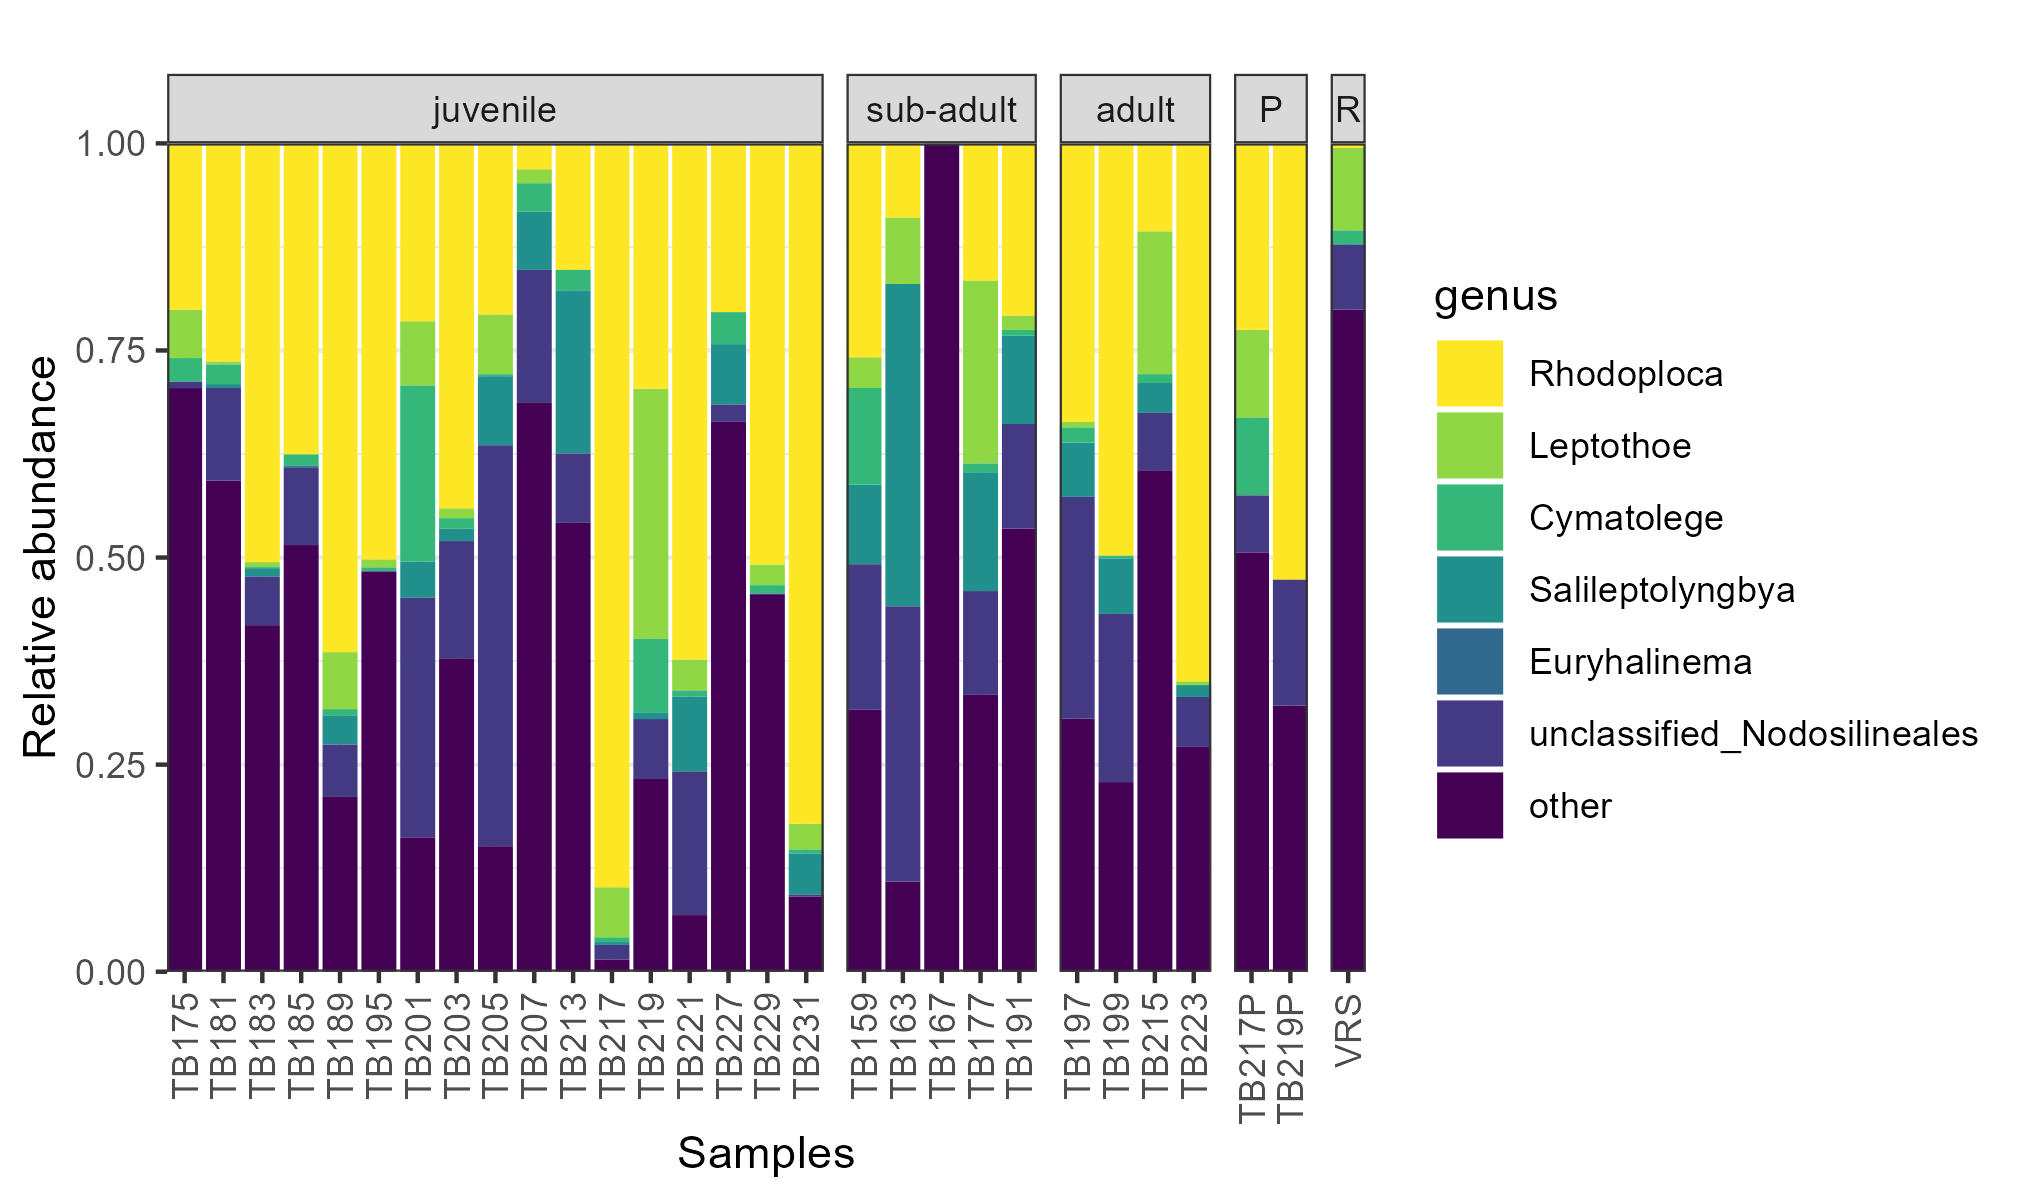 juvenile sub-adult adult P R
1.00
0.75
0.50
0.25
0.00
Relative abundance
TB175 TB181 TB183 TB185 TB189 TB195 TB201 TB203 TB205 TB207 TB213 TB217 TB219 TB221 TB227 TB229 TB231 TB159 TB163 TB167 TB177 TB191 TB197 TB199 TB215 TB223 TB217P TB219P VRS
Samples
genus
Rhodoploca
Leptothoe
Cymatolege
Salileptolyngbya
Euryhalinema
unclassified_Nodosilineales
other